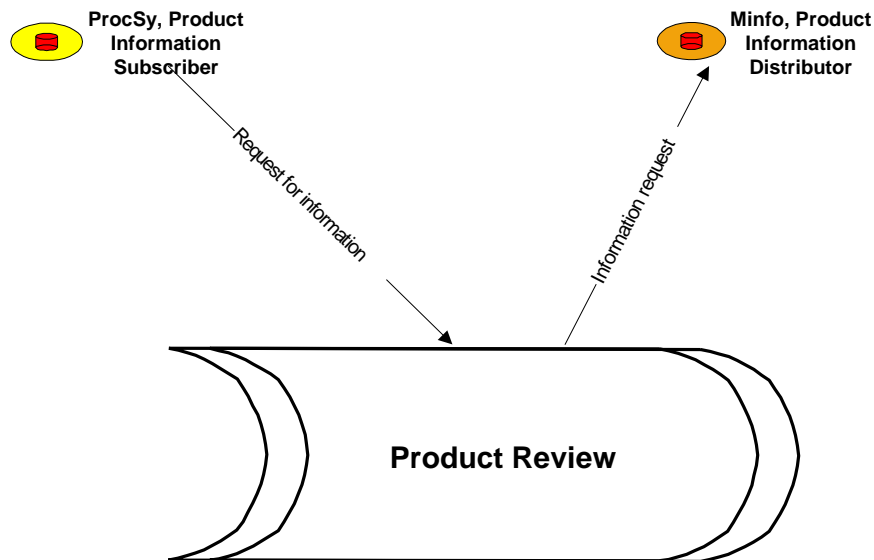 ProcSy, Product
Information
Subscriber
Minfo, Product
Information
Distributor
Request for information
Information request
Product Review